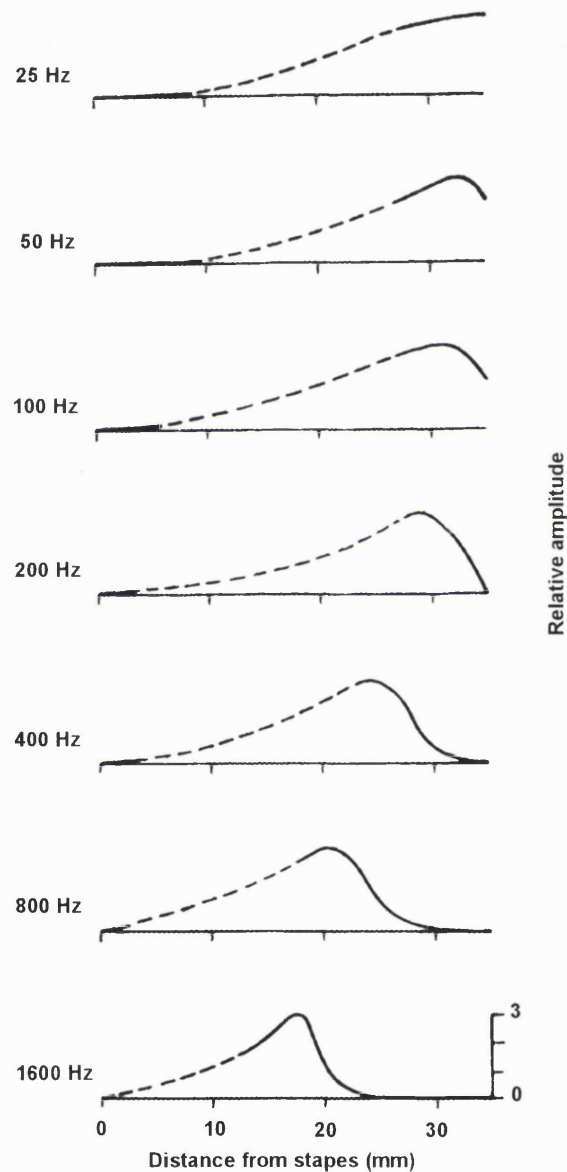 25 Hz
50 Hz
100 Hz
200 Hz
Relative amplitude
400 Hz
800 Hz
3
1600 Hz
0
0 10 20 30
Distance from stapes (mm)